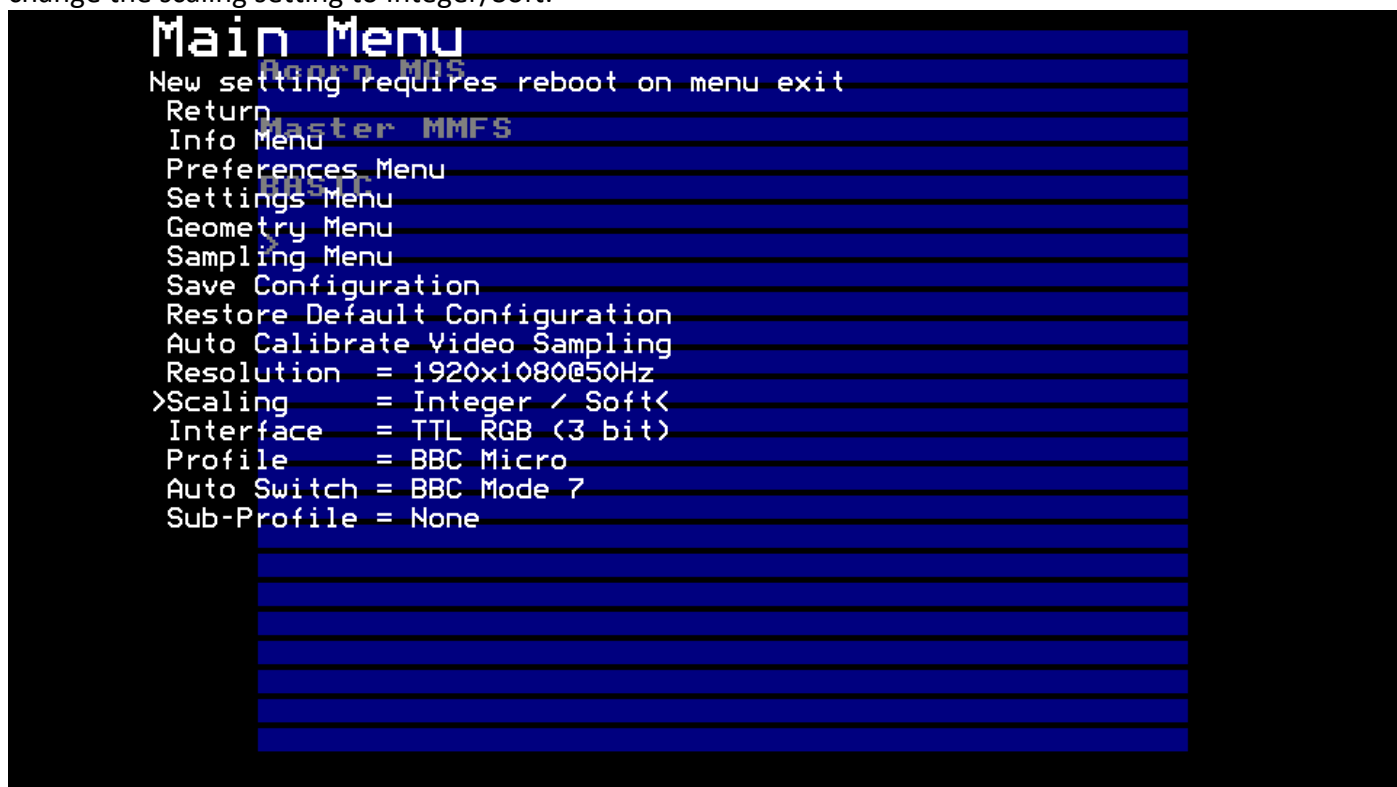 change the scaling setting to Integer/Soft.
Main Menu
Acorn MOS
New setting requires reboot on menu exit
Return
Master MMFS
Info Menu
Preferences Menu
BASIC
Settings Menu
Geometry Menu
>
Sampling Menu
Save Configuration
Restore Default Configuration
Auto Calibrate Video Sampling
Resolution = 1920x1080@50Hz
>Scaling = Integer / Soft<
Interface = TTL RGB (3 bit)
Profile = BBC Micro
Auto Switch = BBC Mode 7
Sub-Profile = None